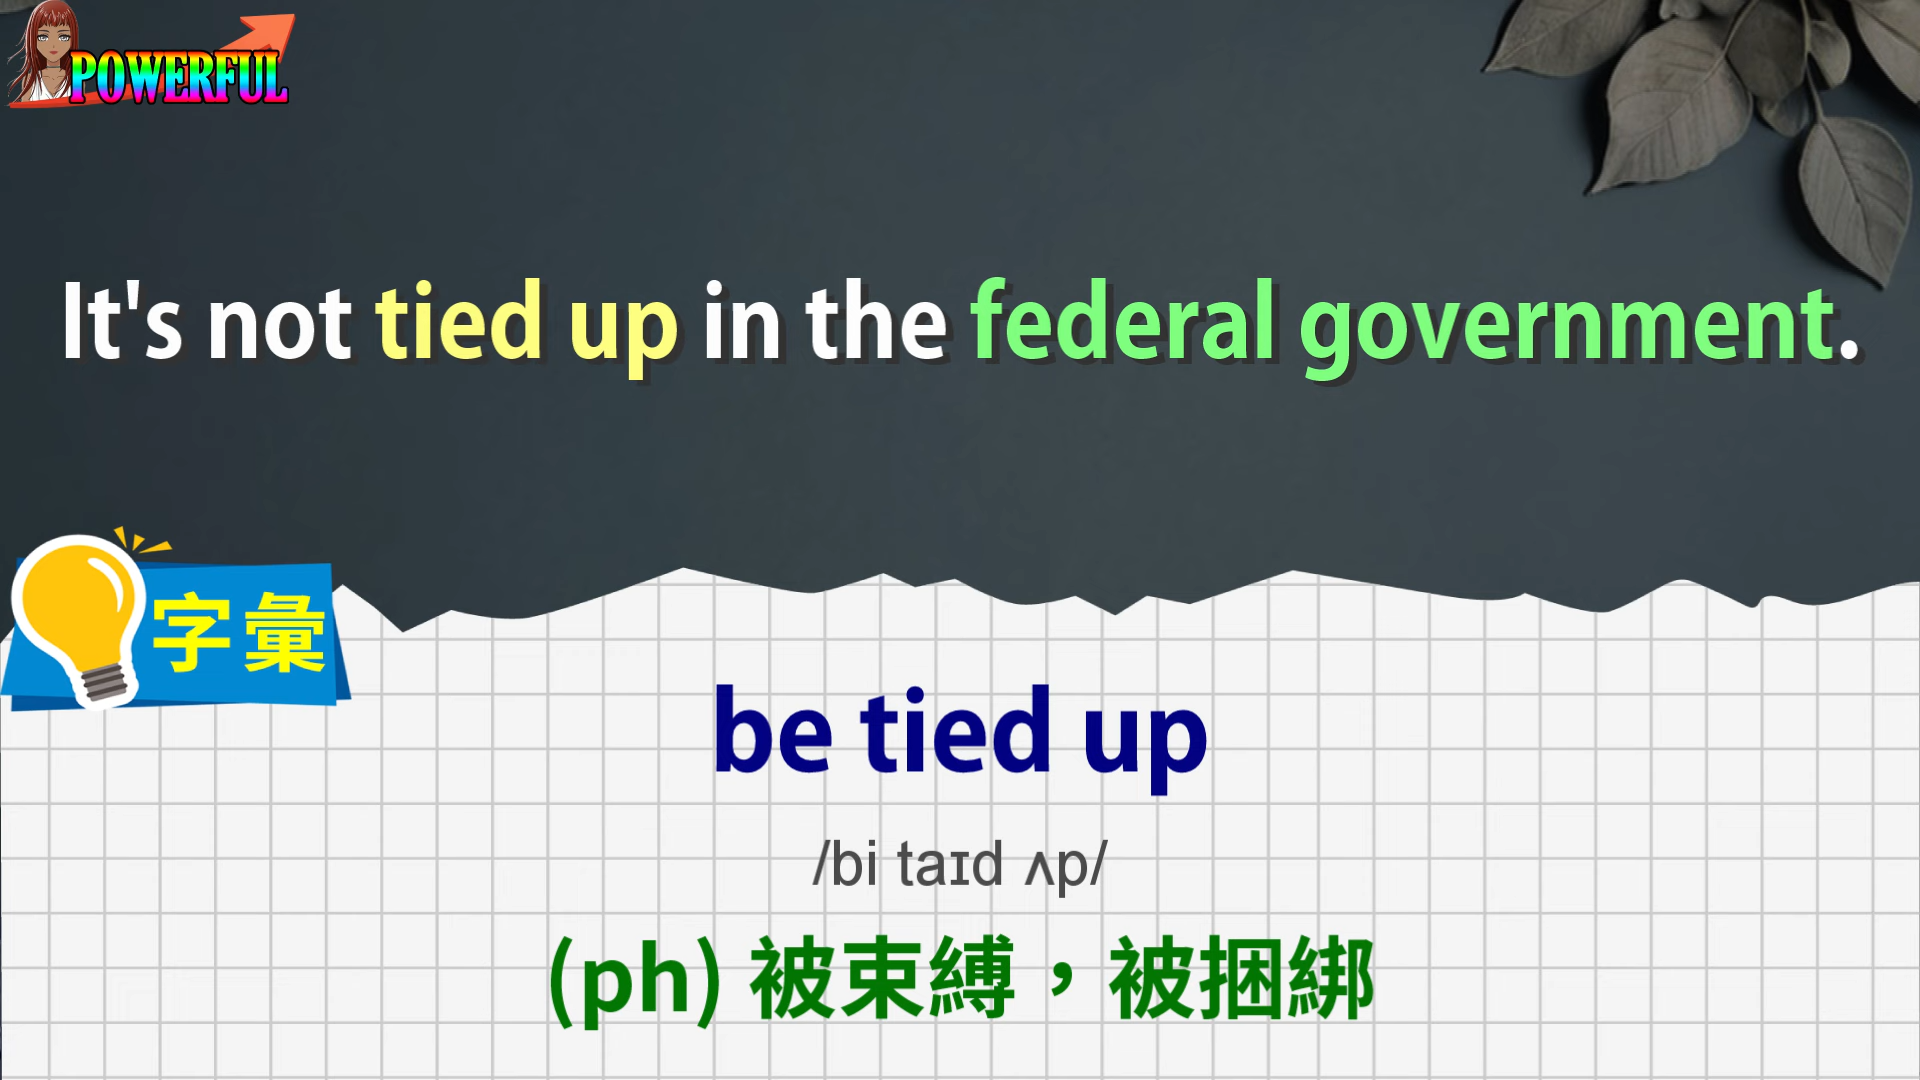 POWERFUL
It's not tied up in the federal government.
字彙
be tied up
/bi taɪd ʌp/
(ph) 被束縛，被捆綁